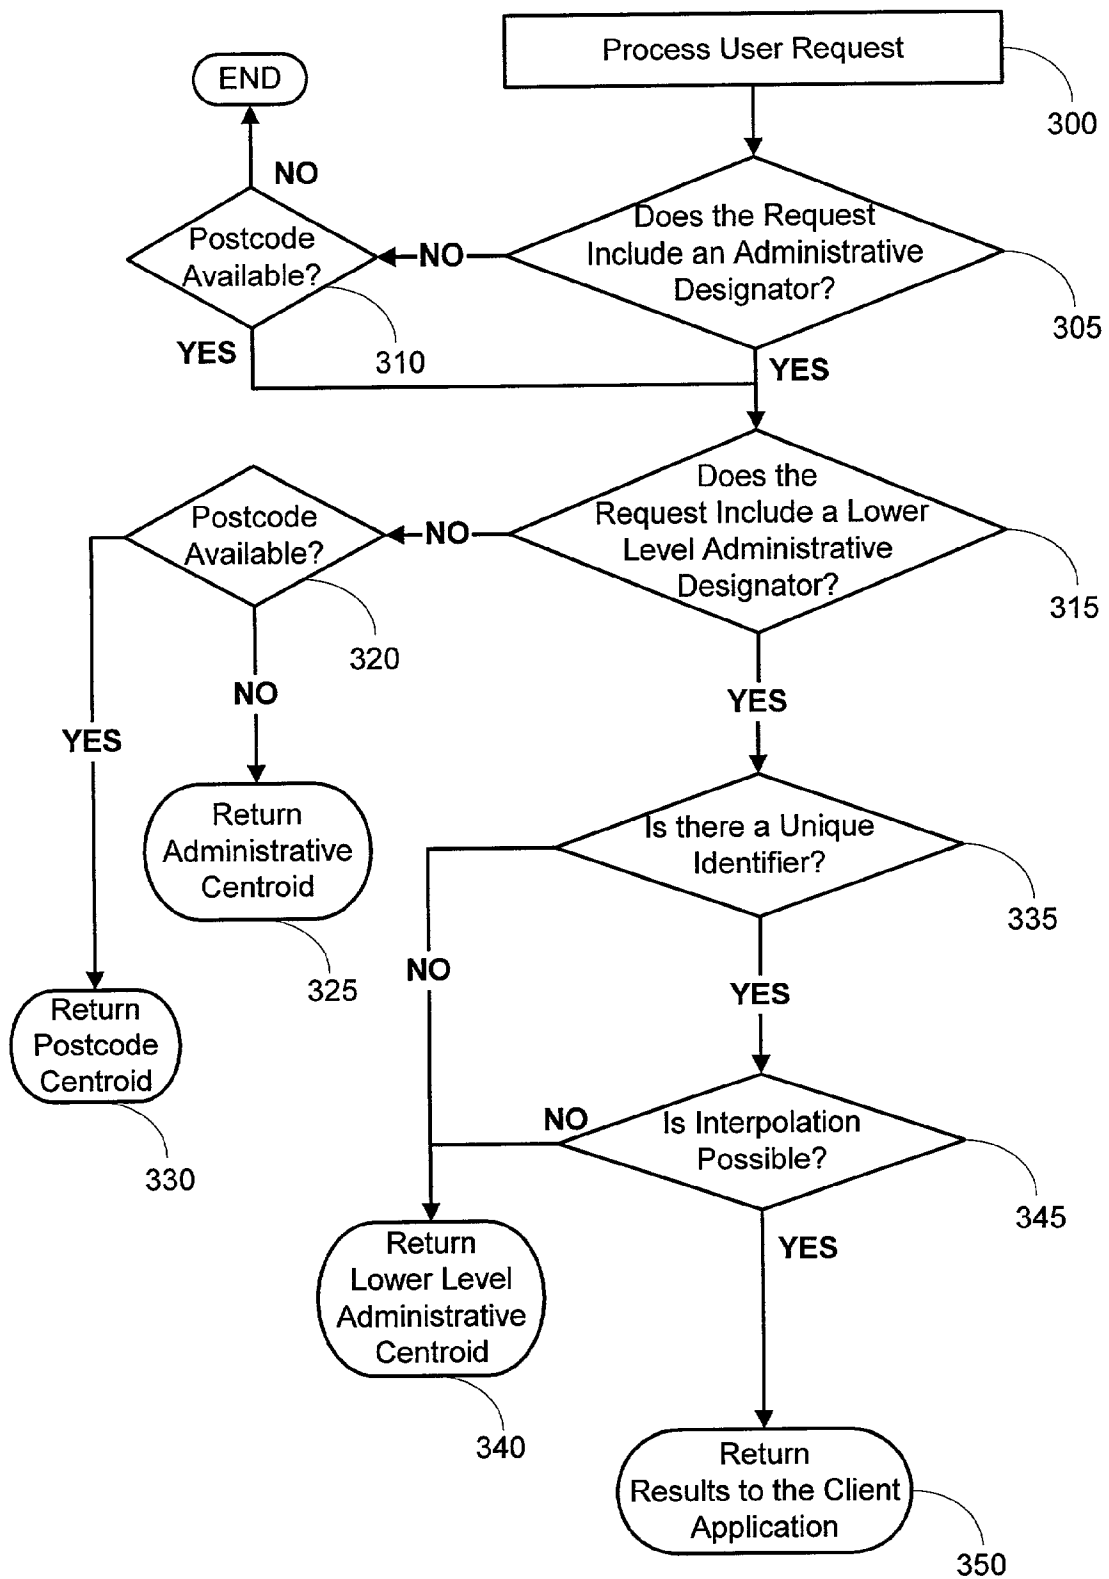 Process User Request
300
END
NO
Does the Request
Include an Administrative
Designator?
305
NO
Postcode
Available?
310
YES
YES
Does the
Request Include a Lower
Level Administrative
Designator?
315
NO
Postcode
Available?
320
NO
YES
YES
Return
Administrative
Centroid
325
Is there a Unique
Identifier?
335
NO
YES
Return
Postcode
Centroid
330
Is Interpolation
Possible?
345
NO
YES
Return
Lower Level
Administrative
Centroid
340
Return
Results to the Client
Application
350